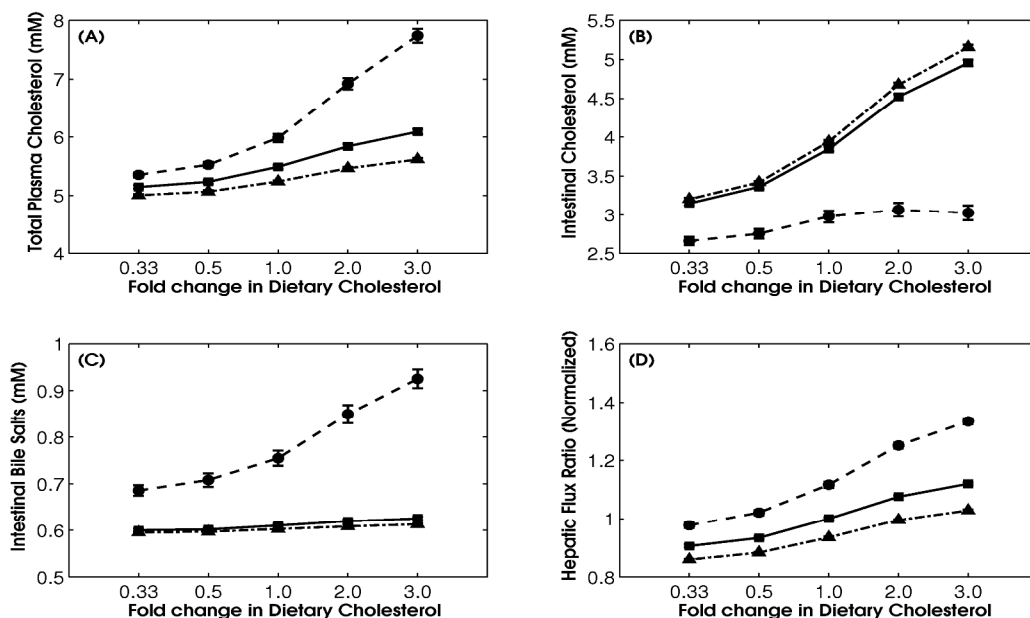 (A)
Total Plasma Cholesterol (mM)
8
7
6
5
4
0.33 0.5 1.0 2.0 3.0
Fold change in Dietary Cholesterol
(B)
Intestinal Cholesterol (mM)
5.5
5
4.5
4
3.5
3
2.5
0.33 0.5 1.0 2.0 3.0
Fold change in Dietary Cholesterol
(C)
Intestinal Bile Salts (mM)
1
0.9
0.8
0.7
0.6
0.5
0.33 0.5 1.0 2.0 3.0
Fold change in Dietary Cholesterol
(D)
Hepatic Flux Ratio (Normalized)
1.6
1.4
1.2
1
0.8
0.33 0.5 1.0 2.0 3.0
Fold change in Dietary Cholesterol